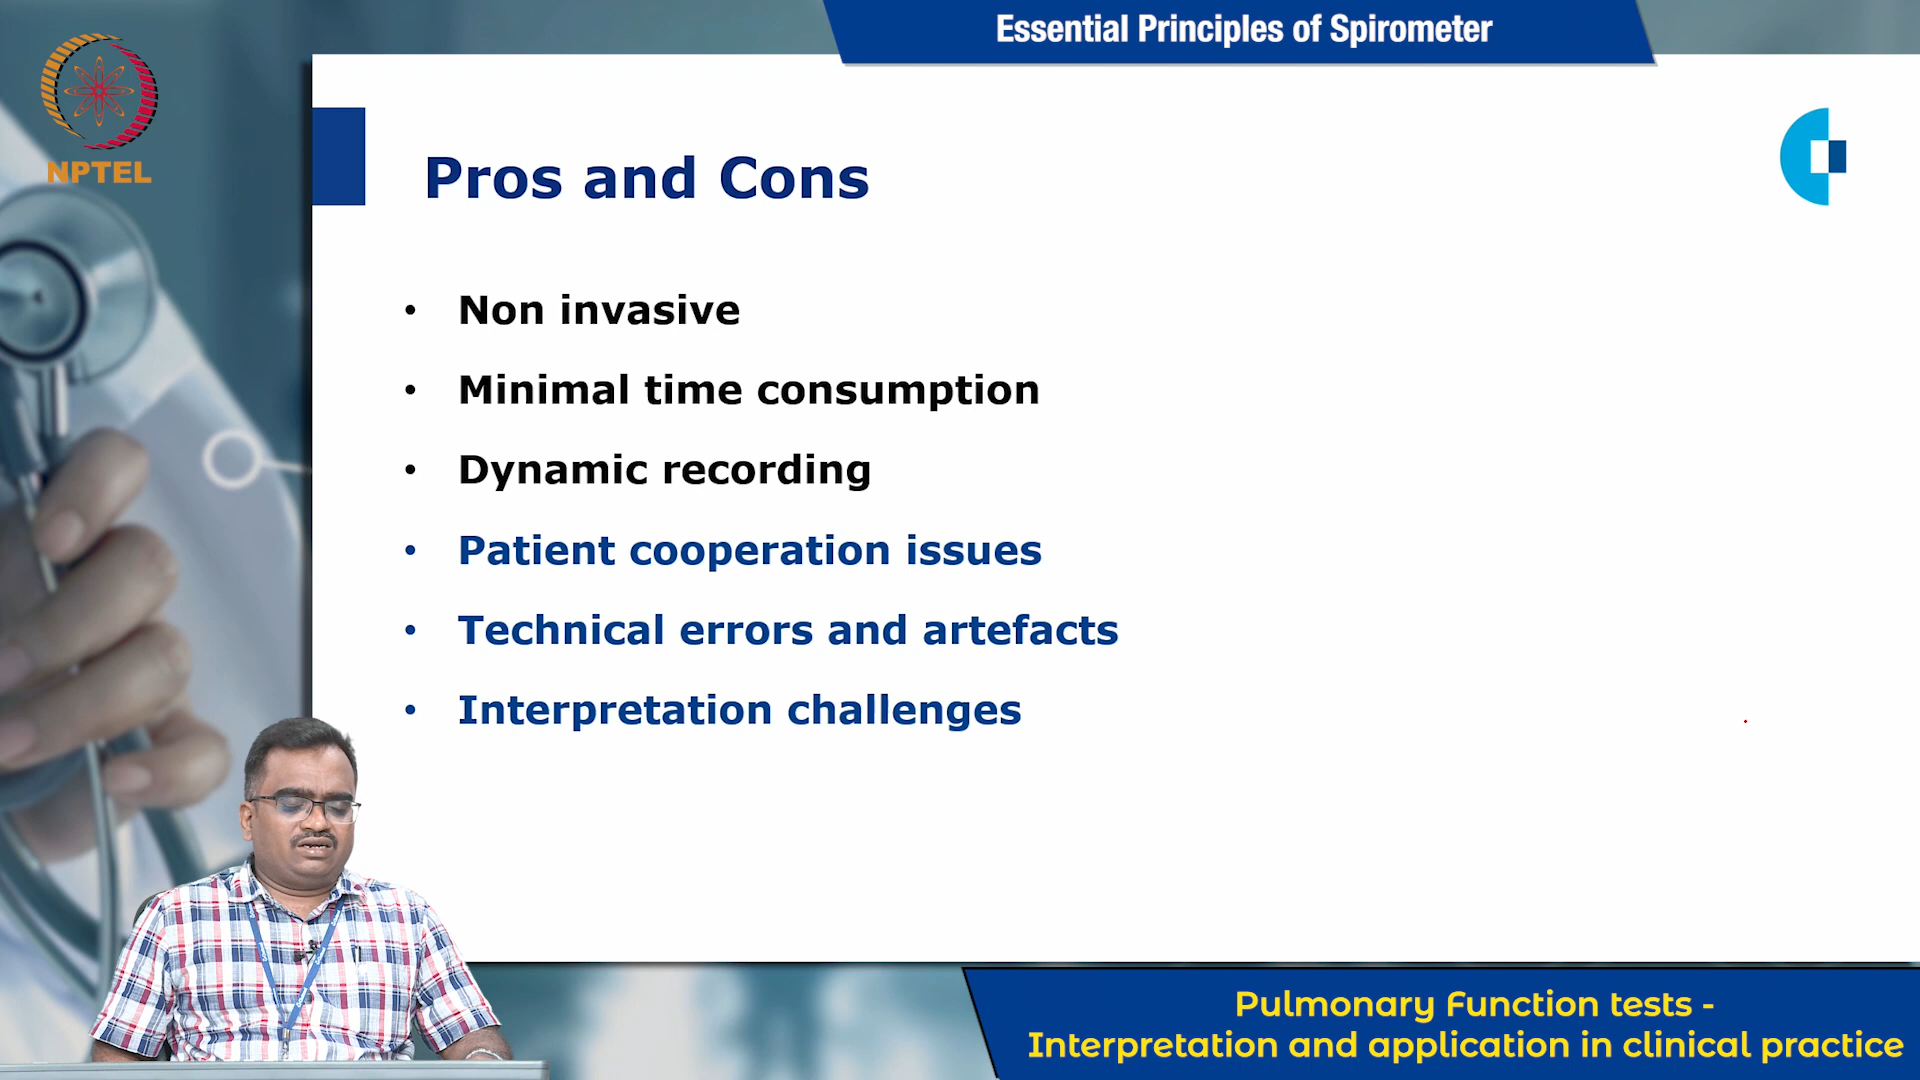 Essential Principles of Spirometer
NPTEL
Pros and Cons
• Non invasive
• Minimal time consumption
• Dynamic recording
• Patient cooperation issues
• Technical errors and artefacts
• Interpretation challenges
Pulmonary Function tests -
Interpretation and application in clinical practice